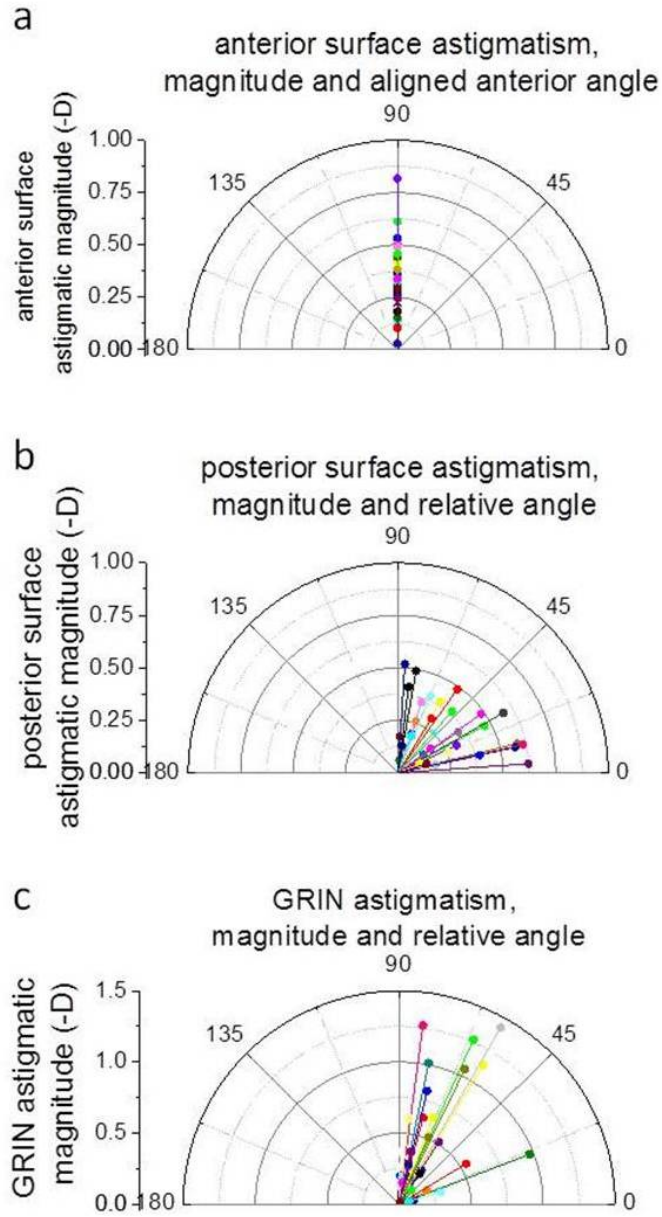 a
anterior surface astigmatism,
magnitude and aligned anterior angle
90
135
45
1.00
0.75
0.50
0.25
0.00
180
0
anterior surface
astigmatic magnitude (-D)
b
posterior surface astigmatism,
magnitude and relative angle
90
135
45
1.00
0.75
0.50
0.25
0.00
180
0
posterior surface
astigmatic magnitude (-D)
c
GRIN astigmatism,
magnitude and relative angle
90
135
45
1.5
1.0
0.5
0.0
180
0
GRIN astigmatic
magnitude (-D)